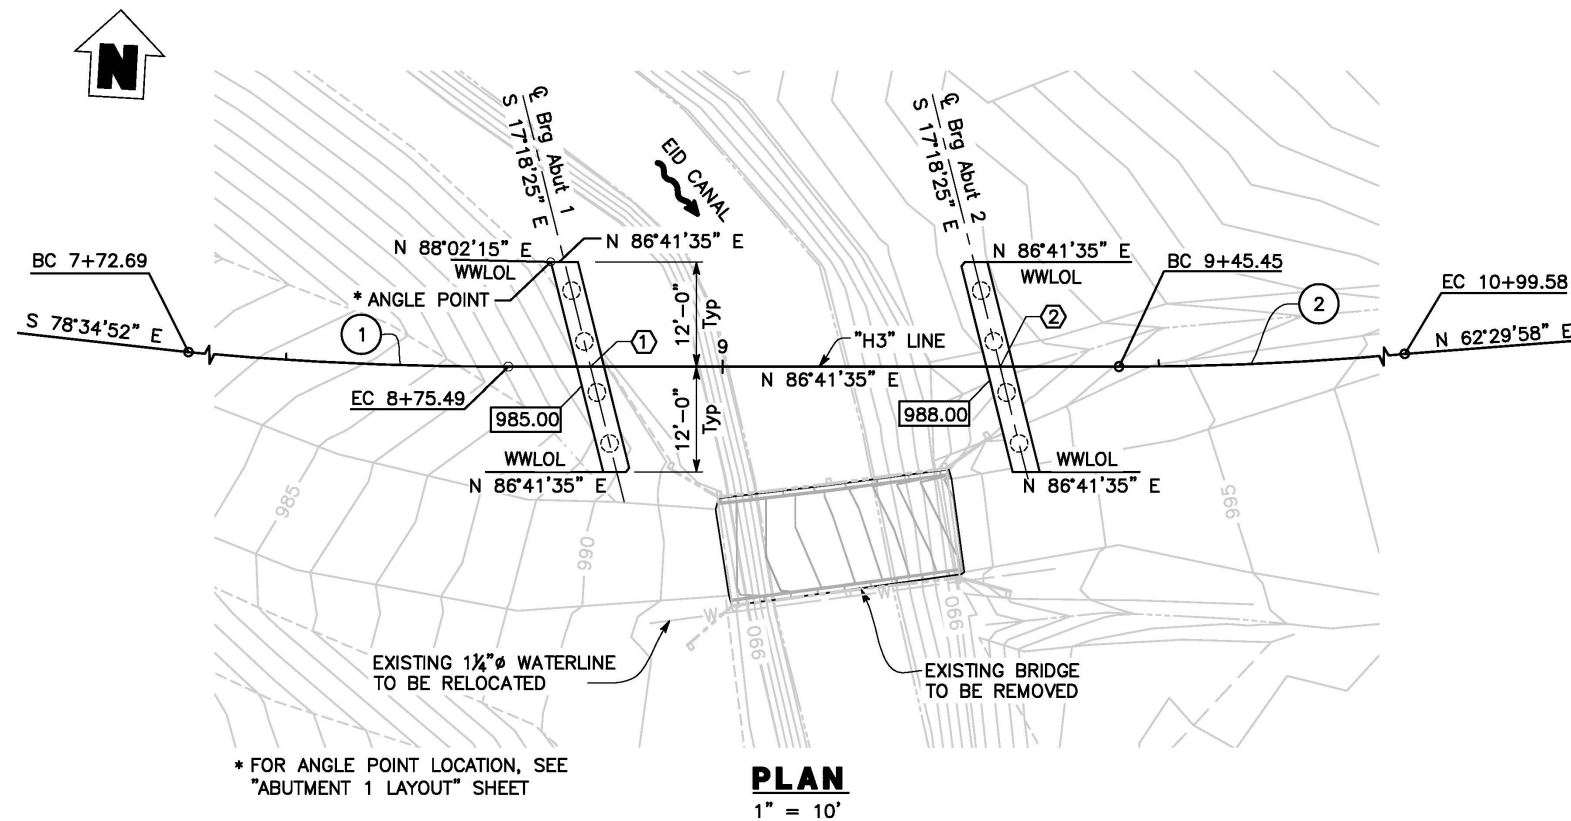 N
℄ Brg Abut 1
S 17°18'25" E
EID CANAL
℄ Brg Abut 2
S 17°18'25" E
N 88°02'15" E
WWLOL
N 86°41'35" E
N 86°41'35" E
WWLOL
BC 7+72.69
* ANGLE POINT
BC 9+45.45
EC 10+99.58
S 78°34'52" E
1
1
12'-0"
Typ
9
"H3" LINE
2
2
N 62°29'58" E
N 86°41'35" E
EC 8+75.49
985.00
12'-0"
Typ
988.00
WWLOL
N 86°41'35" E
WWLOL
N 86°41'35" E
985
990
995
W
W
W
990
990
EXISTING 1¼"ø WATERLINE
TO BE RELOCATED
EXISTING BRIDGE
TO BE REMOVED
* FOR ANGLE POINT LOCATION, SEE
"ABUTMENT 1 LAYOUT" SHEET
PLAN
1" = 10'